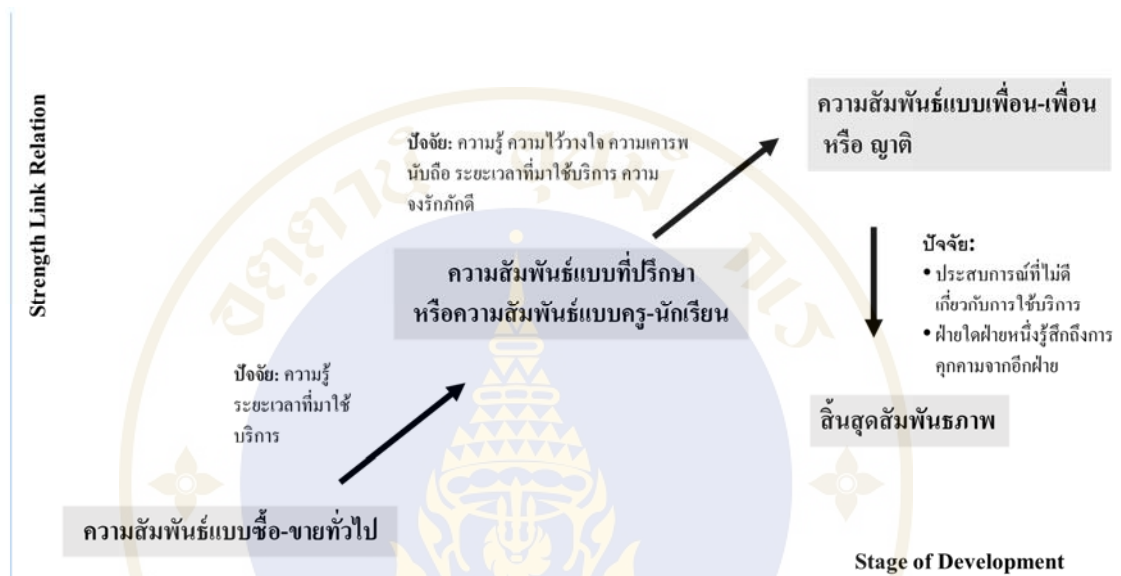 Strength Link Relation
ความสัมพันธ์แบบเพื่อน-เพื่อน
หรือ ญาติ
ปัจจัย: ความรู้ ความไว้วางใจ ความเคารพ
นับถือ ระยะเวลาที่มาใช้บริการ ความ
จงรักภักดี
ความสัมพันธ์แบบที่ปรึกษา
หรือความสัมพันธ์แบบครู-นักเรียน
ปัจจัย:
• ประสบการณ์ที่ไม่ดี
เกี่ยวกับการใช้บริการ
• ฝ่ายใดฝ่ายหนึ่งรู้สึกถึงการ
คุกคามจากอีกฝ่าย
ปัจจัย: ความรู้
ระยะเวลาที่มาใช้
บริการ
สิ้นสุดสัมพันธภาพ
ความสัมพันธ์แบบซื้อ-ขายทั่วไป
Stage of Development